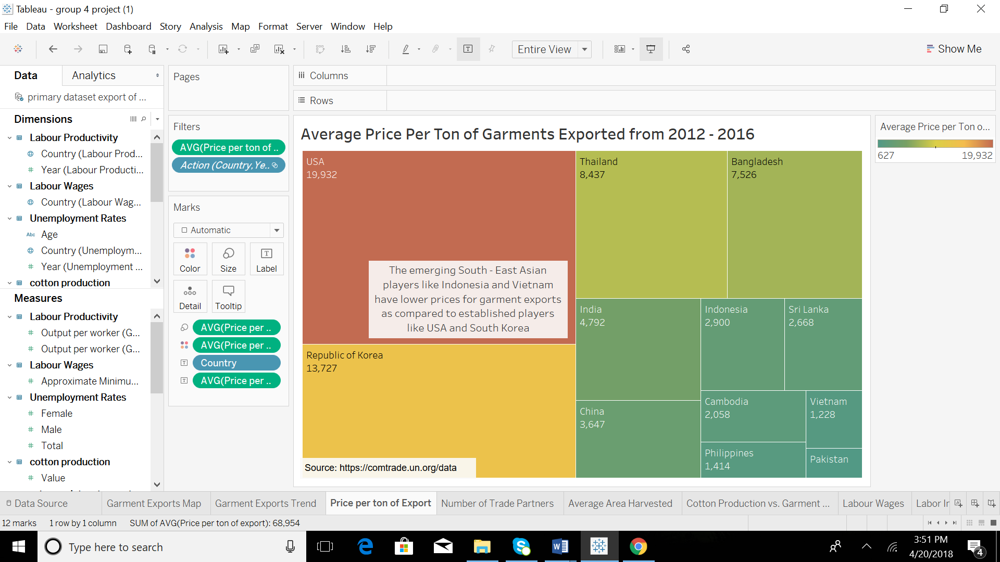 Tableau - group 4 project (1)
File Data Worksheet Dashboard Story Analysis Map Format Server Window Help
Entire View
Show Me
Data
Analytics
primary dataset export of ...
Dimensions
Labour Productivity
Country (Labour Prod...
Year (Labour Producti...
Labour Wages
Country (Labour Wag...
Unemployment Rates
Abc Age
Country (Unemploym...
Year (Unemployment ...
cotton production
Measures
Labour Productivity
Output per worker (G...
Output per worker (G...
Labour Wages
Approximate Minimu...
Unemployment Rates
Female
Male
Total
cotton production
Value
Pages
Filters
AVG(Price per ton of ..
Action (Country,Ye..
Marks
Automatic
Color
Size
Label
Detail
Tooltip
AVG(Price per ..
AVG(Price per ..
Country
AVG(Price per ..
Columns
Rows
Average Price Per Ton of Garments Exported from 2012 - 2016
USA
19,932
The emerging South - East Asian
players like Indonesia and Vietnam
have lower prices for garment exports
as compared to established players
like USA and South Korea
Republic of Korea
13,727
Source: https://comtrade.un.org/data
Thailand
8,437
Bangladesh
7,526
India
4,792
China
3,647
Indonesia
2,900
Sri Lanka
2,668
Cambodia
2,058
Vietnam
1,228
Philippines
1,414
Pakistan
Average Price per Ton o...
627
19,932
Data Source
Garment Exports Map
Garment Exports Trend
Price per ton of Export
Number of Trade Partners
Average Area Harvested
Cotton Production vs. Garment ...
Labour Wages
Labor Ir
12 marks
1 row by 1 column
SUM of AVG(Price per ton of export): 68,954
Type here to search
3:51 PM
4/20/2018
4